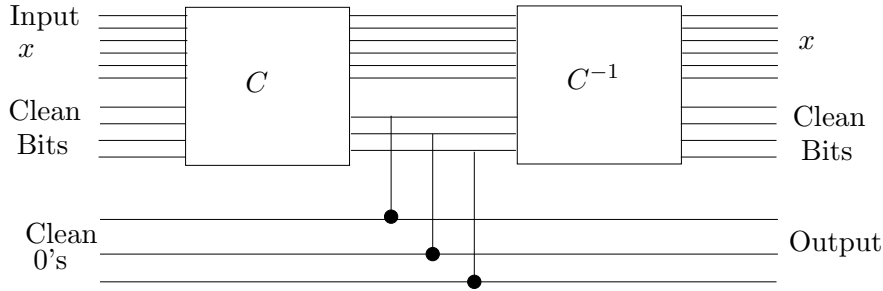 Input
x
C
C⁻¹
x
Clean
Bits
Clean
Bits
Clean
0's
Output